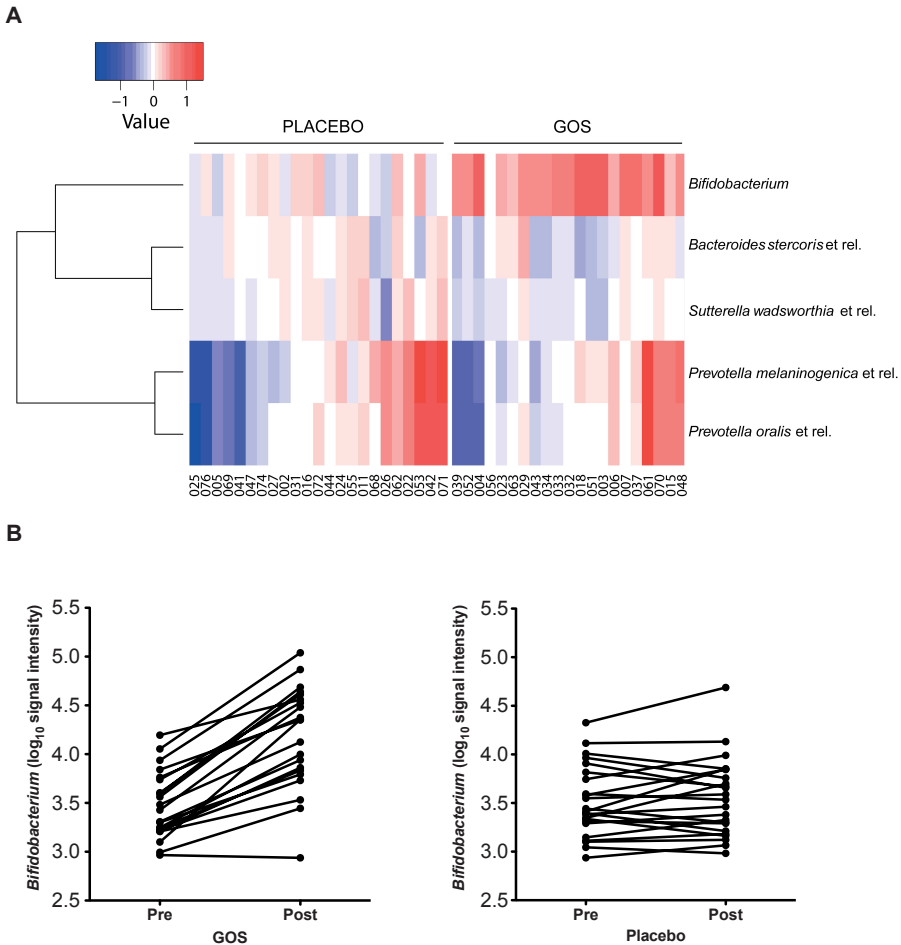 A
−1 0 1
Value
PLACEBO GOS
Bifidobacterium
Bacteroides stercoris et rel.
Sutterella wadsworthia et rel.
Prevotella melaninogenica et rel.
Prevotella oralis et rel.
025 076 005 069 041 047 074 027 002 031 016 072 044 024 055 011 068 026 062 022 053 042 071 039 052 004 056 023 063 029 043 034 033 032 018 051 003 006 007 037 061 070 015 048
B
Bifidobacterium (log10 signal intensity)
5.5
5.0
4.5
4.0
3.5
3.0
2.5
Pre Post
GOS
Bifidobacterium (log10 signal intensity)
5.5
5.0
4.5
4.0
3.5
3.0
2.5
Pre Post
Placebo